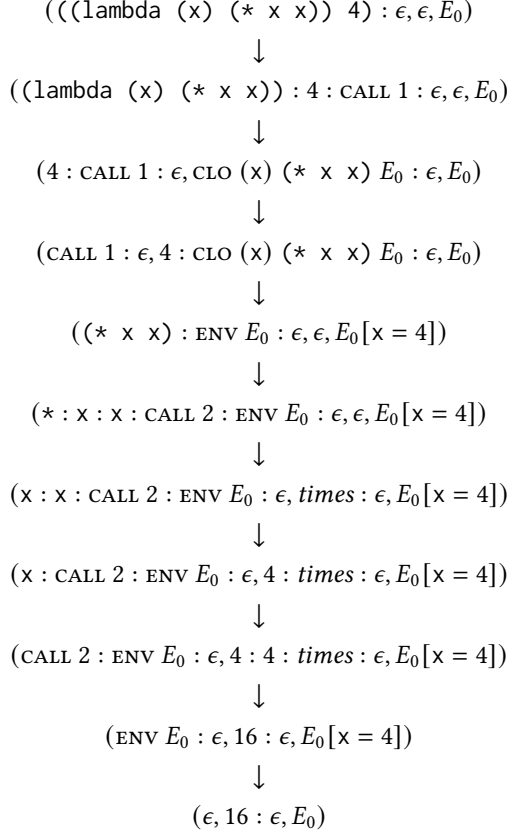 (((lambda (x) (* x x)) 4) : ϵ, ϵ, E₀)
↓
((lambda (x) (* x x)) : 4 : CALL 1 : ϵ, ϵ, E₀)
↓
(4 : CALL 1 : ϵ, CLO (x) (* x x) E₀ : ϵ, E₀)
↓
(CALL 1 : ϵ, 4 : CLO (x) (* x x) E₀ : ϵ, E₀)
↓
((* x x) : ENV E₀ : ϵ, ϵ, E₀[x = 4])
↓
(* : x : x : CALL 2 : ENV E₀ : ϵ, ϵ, E₀[x = 4])
↓
(x : x : CALL 2 : ENV E₀ : ϵ, times : ϵ, E₀[x = 4])
↓
(x : CALL 2 : ENV E₀ : ϵ, 4 : times : ϵ, E₀[x = 4])
↓
(CALL 2 : ENV E₀ : ϵ, 4 : 4 : times : ϵ, E₀[x = 4])
↓
(ENV E₀ : ϵ, 16 : ϵ, E₀[x = 4])
↓
(ϵ, 16 : ϵ, E₀)